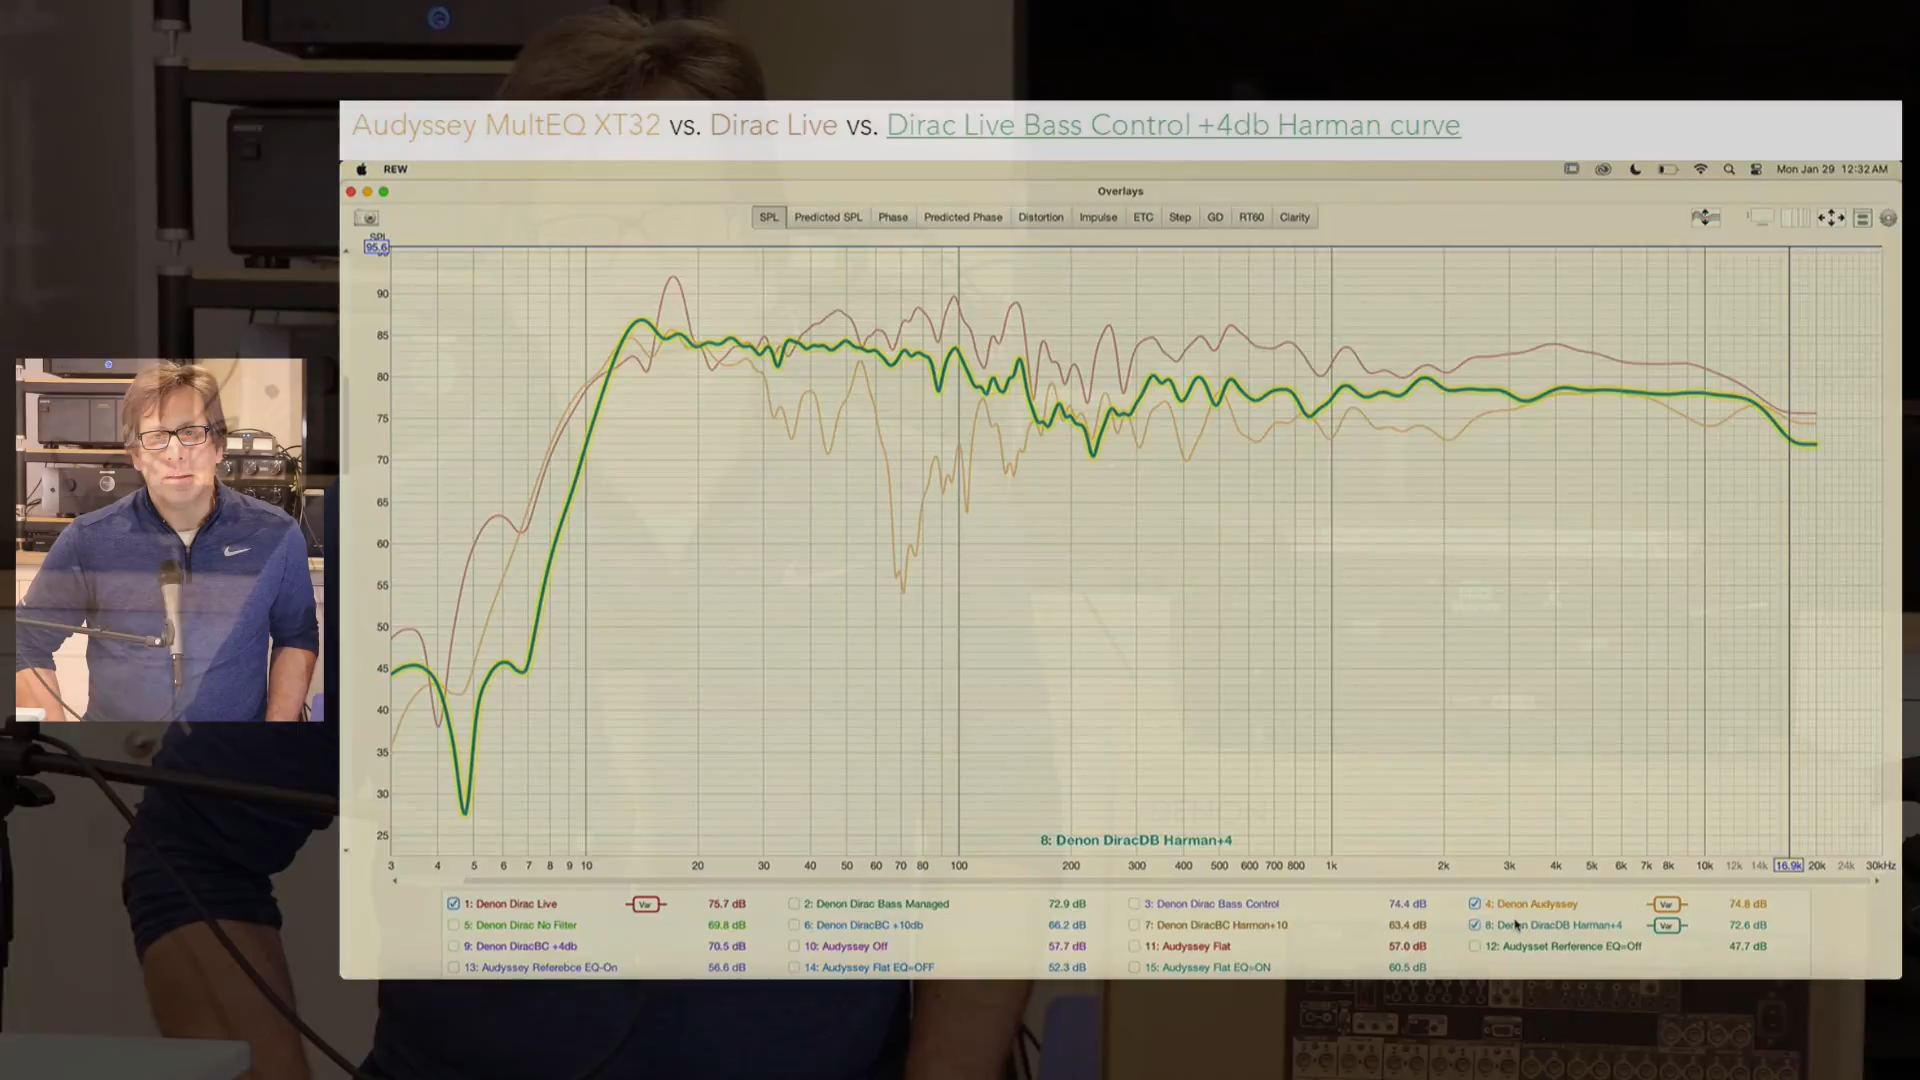 Audyssey MultEQ XT32 vs. Dirac Live vs. Dirac Live Bass Control +4db Harman curve
REW
Mon Jan 29 12:32 AM
Overlays
SPL Predicted SPL Phase Predicted Phase Distortion Impulse ETC Step GD RT60 Clarity
SPL
95.6
90
85
80
75
70
65
60
55
50
45
40
35
30
25
8: Denon DiracDB Harman+4
3 4 5 6 7 8 9 10 20 30 40 50 60 70 80 100 200 300 400 500 600 700 800 1k 2k 3k 4k 5k 6k 7k 8k 10k 12k 14k 16.9k 20k 24k 30kHz
1: Denon Dirac Live Var 75.7 dB 2: Denon Dirac Bass Managed 72.9 dB 3: Denon Dirac Bass Control 74.4 dB 4: Denon Audyssey Var 74.8 dB
5: Denon Dirac No Filter 69.8 dB 6: Denon DiracBC +10db 66.2 dB 7: Denon DiracBC Harmon+10 63.4 dB 8: Denon DiracDB Harman+4 Var 72.6 dB
9: Denon DiracBC +4db 70.5 dB 10: Audyssey Off 57.7 dB 11: Audyssey Flat 57.0 dB 12: Audysset Rerference EQ=Off 47.7 dB
13: Audyssey Referebce EQ-On 56.6 dB 14: Audyssey Flat EQ=OFF 52.3 dB 15: Audyssey Flat EQ=ON 60.5 dB